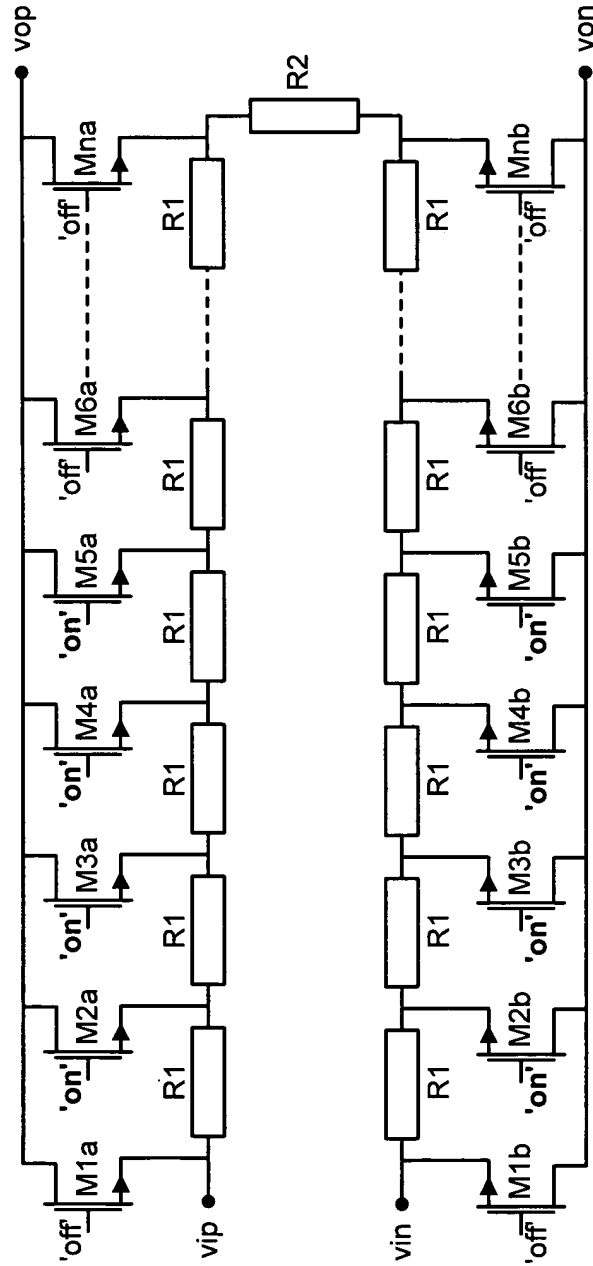 vop
M1a
M2a
M3a
M4a
M5a
M6a
Mna
'off'
'on'
'on'
'on'
'on'
'off'
'off'
R1
R1
R1
R1
R1
R1
vip
R2
vin
R1
R1
R1
R1
R1
R1
M1b
M2b
M3b
M4b
M5b
M6b
Mnb
'off'
'on'
'on'
'on'
'on'
'off'
'off'
von